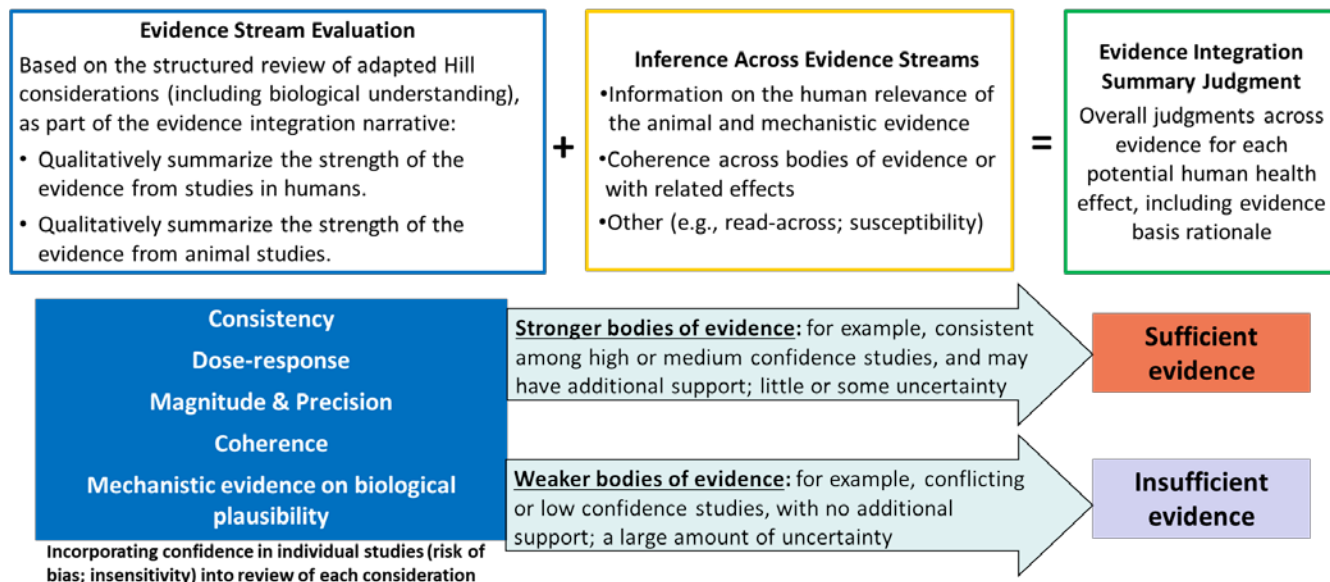 Evidence Stream Evaluation
Based on the structured review of adapted Hill
considerations (including biological understanding),
as part of the evidence integration narrative:
• Qualitatively summarize the strength of the
evidence from studies in humans.
• Qualitatively summarize the strength of the
evidence from animal studies.
+
Inference Across Evidence Streams
•Information on the human relevance of
the animal and mechanistic evidence
•Coherence across bodies of evidence or
with related effects
•Other (e.g., read-across; susceptibility)
=
Evidence Integration
Summary Judgment
Overall judgments across
evidence for each
potential human health
effect, including evidence
basis rationale
Consistency
Dose-response
Magnitude & Precision
Coherence
Mechanistic evidence on biological
plausibility
Incorporating confidence in individual studies (risk of
bias; insensitivity) into review of each consideration
Stronger bodies of evidence: for example, consistent
among high or medium confidence studies, and may
have additional support; little or some uncertainty
Sufficient
evidence
Weaker bodies of evidence: for example, conflicting
or low confidence studies, with no additional
support; a large amount of uncertainty
Insufficient
evidence